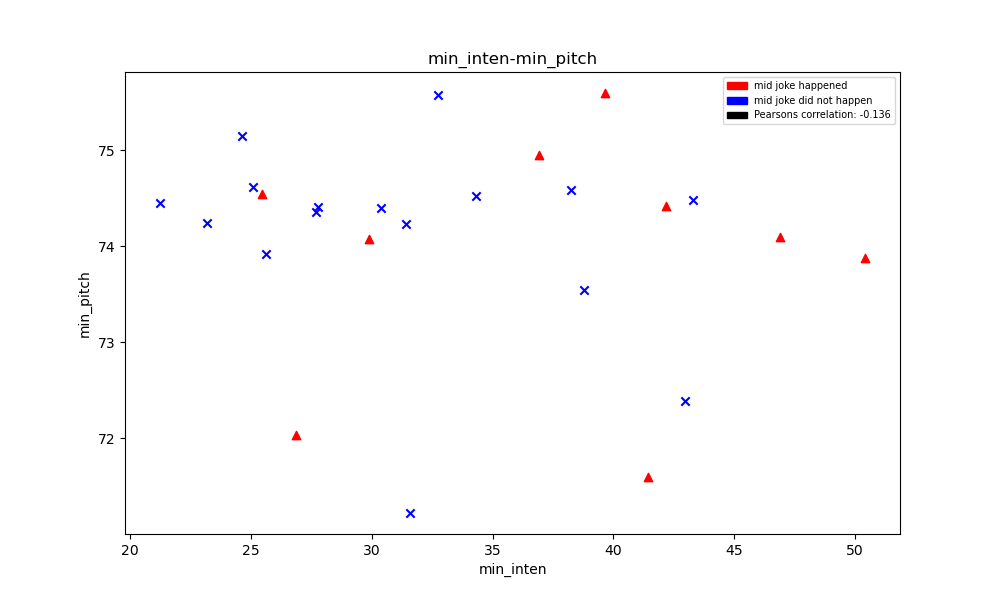 min_inten-min_pitch
mid joke happened
mid joke did not happen
Pearsons correlation: -0.136
75
74
73
72
min_pitch
20 25 30 35 40 45 50
min_inten